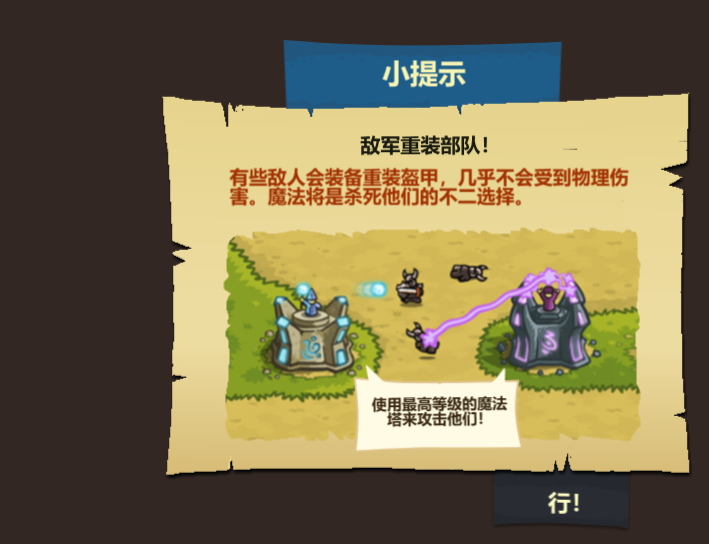 小提示
敌军重装部队！
有些敌人会装备重装盔甲，几乎不会受到物理伤
害。魔法将是杀死他们的不二选择。
使用最高等级的魔法
塔来攻击他们！
行！